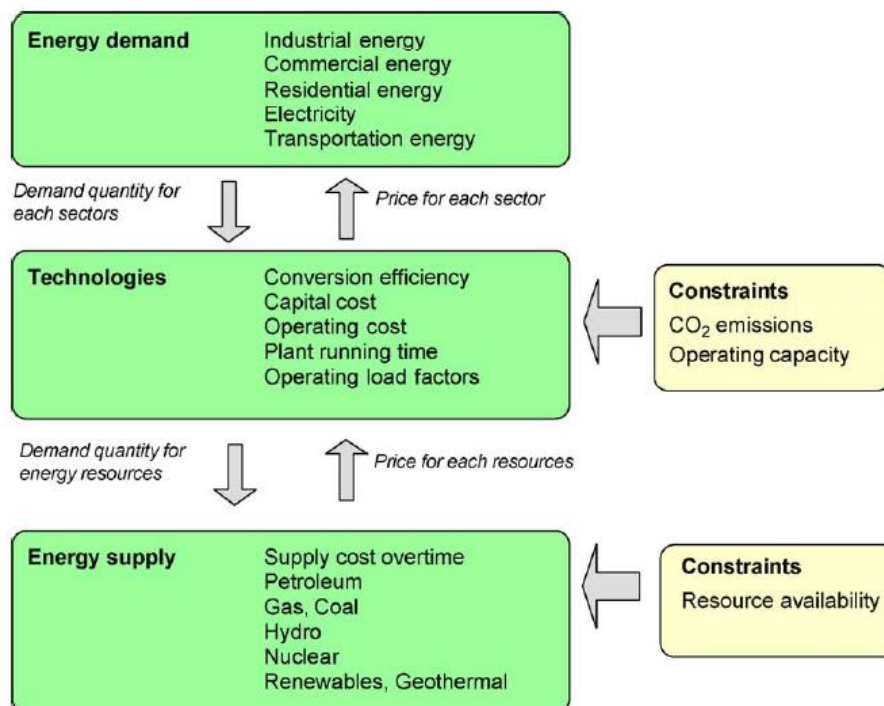 Energy demand
Industrial energy
Commercial energy
Residential energy
Electricity
Transportation energy
Demand quantity for
each sectors
Price for each sector
Technologies
Conversion efficiency
Capital cost
Operating cost
Plant running time
Operating load factors
Constraints
CO₂ emissions
Operating capacity
Demand quantity for
energy resources
Price for each resources
Energy supply
Supply cost overtime
Petroleum
Gas, Coal
Hydro
Nuclear
Renewables, Geothermal
Constraints
Resource availability